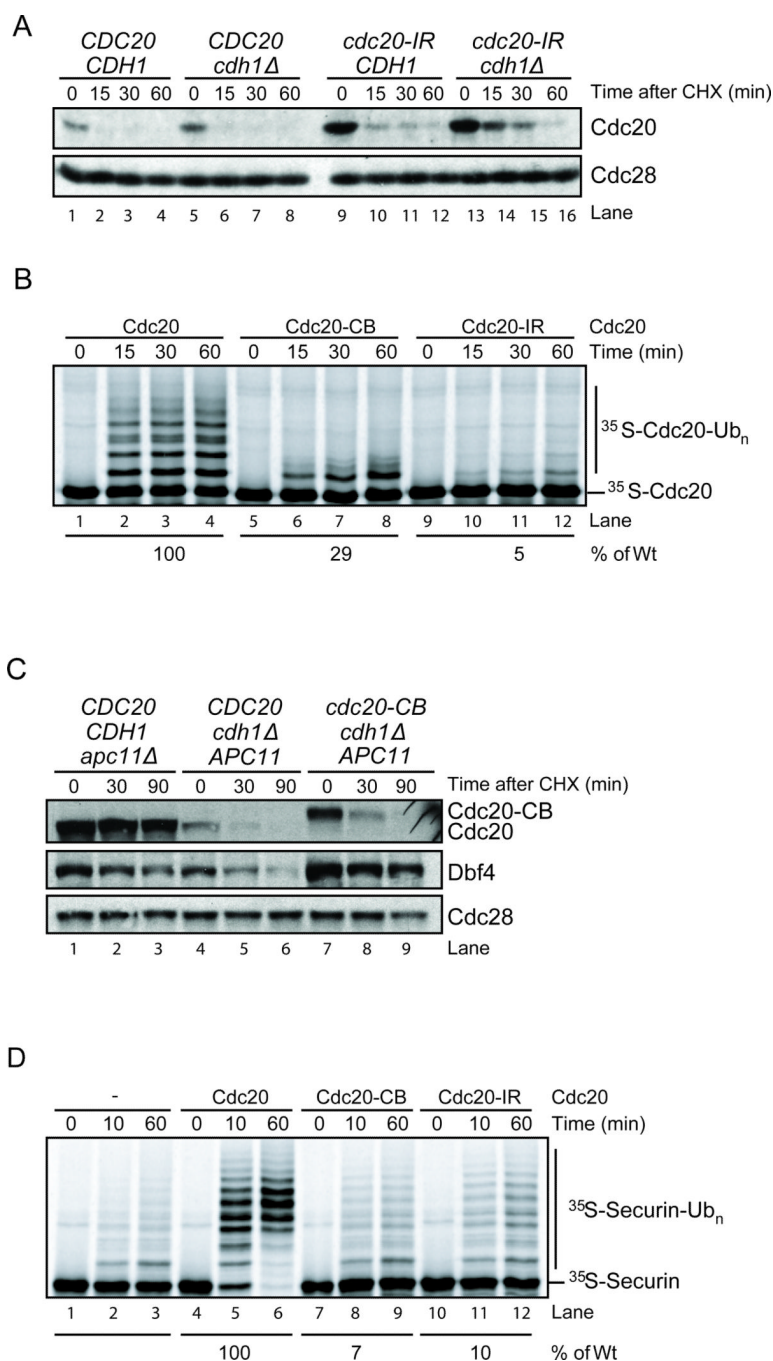 A
CDC20 CDC20 cdc20-IR cdc20-IR
CDH1 cdh1Δ CDH1 cdh1Δ
0 15 30 60 0 15 30 60 0 15 30 60 0 15 30 60 Time after CHX (min)
Cdc20
Cdc28
1 2 3 4 5 6 7 8 9 10 11 12 13 14 15 16 Lane
B
Cdc20 Cdc20-CB Cdc20-IR Cdc20
0 15 30 60 0 15 30 60 0 15 30 60 Time (min)
35S-Cdc20-Ubn
35S-Cdc20
1 2 3 4 5 6 7 8 9 10 11 12 Lane
100 29 5 % of Wt
C
CDC20 CDC20 cdc20-CB
CDH1 cdh1Δ cdh1Δ
apc11Δ APC11 APC11
0 30 90 0 30 90 0 30 90 Time after CHX (min)
Cdc20-CB
Cdc20
Dbf4
Cdc28
1 2 3 4 5 6 7 8 9 Lane
D
- Cdc20 Cdc20-CB Cdc20-IR Cdc20
0 10 60 0 10 60 0 10 60 0 10 60 Time (min)
35S-Securin-Ubn
35S-Securin
1 2 3 4 5 6 7 8 9 10 11 12 Lane
100 7 10 % of Wt